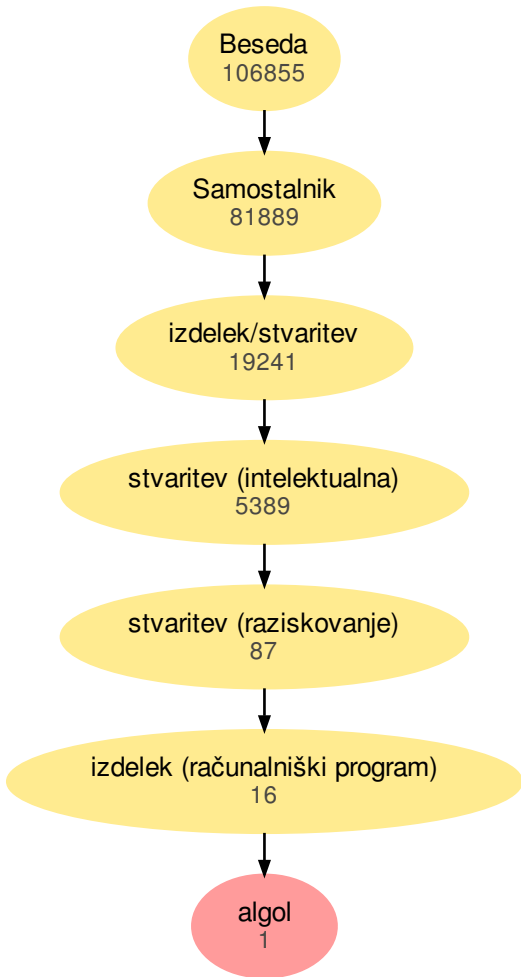 Beseda
106855
Samostalnik
81889
izdelek/stvaritev
19241
stvaritev (intelektualna)
5389
stvaritev (raziskovanje)
87
izdelek (računalniški program)
16
algol
1